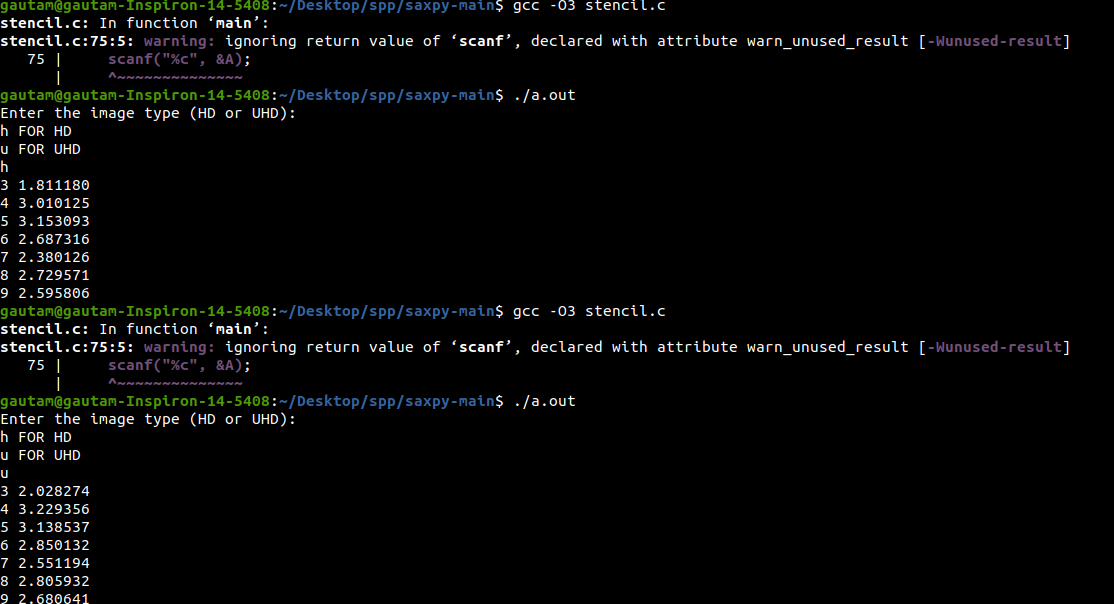 gautam@gautam-Inspiron-14-5408:~/Desktop/spp/saxpy-main$ gcc -O3 stencil.c
stencil.c: In function ‘main’:
stencil.c:75:5: warning: ignoring return value of ‘scanf’, declared with attribute warn_unused_result [-Wunused-result]
   75 |     scanf("%c", &A);
      |     ^~~~~~~~~~~~~~~
gautam@gautam-Inspiron-14-5408:~/Desktop/spp/saxpy-main$ ./a.out
Enter the image type (HD or UHD):
h FOR HD
u FOR UHD
h
3 1.811180
4 3.010125
5 3.153093
6 2.687316
7 2.380126
8 2.729571
9 2.595806
gautam@gautam-Inspiron-14-5408:~/Desktop/spp/saxpy-main$ gcc -O3 stencil.c
stencil.c: In function ‘main’:
stencil.c:75:5: warning: ignoring return value of ‘scanf’, declared with attribute warn_unused_result [-Wunused-result]
   75 |     scanf("%c", &A);
      |     ^~~~~~~~~~~~~~~
gautam@gautam-Inspiron-14-5408:~/Desktop/spp/saxpy-main$ ./a.out
Enter the image type (HD or UHD):
h FOR HD
u FOR UHD
u
3 2.028274
4 3.229356
5 3.138537
6 2.850132
7 2.551194
8 2.805932
9 2.680641